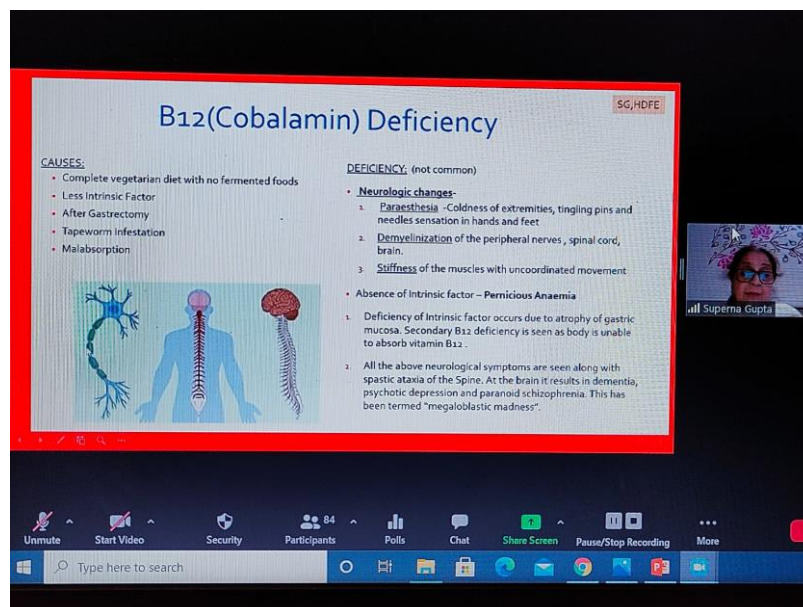 SG,HDFE
B12(Cobalamin) Deficiency
CAUSES:
• Complete vegetarian diet with no fermented foods
• Less Intrinsic Factor
• After Gastrectomy
• Tapeworm Infestation
• Malabsorption
DEFICIENCY: (not common)
• Neurologic changes-
1. Paraesthesia -Coldness of extremities, tingling pins and
needles sensation in hands and feet
2. Demyelinization of the peripheral nerves , spinal cord,
brain.
3. Stiffness of the muscles with uncoordinated movement
• Absence of Intrinsic factor – Pernicious Anaemia
1. Deficiency of Intrinsic factor occurs due to atrophy of gastric
mucosa. Secondary B12 deficiency is seen as body is unable
to absorb vitamin B12 .
2. All the above neurological symptoms are seen along with
spastic ataxia of the Spine. At the brain it results in dementia,
psychotic depression and paranoid schizophrenia. This has
been termed "megaloblastic madness".
Superna Gupta
84
Unmute
Start Video
Security
Participants
Polls
Chat
Share Screen
Pause/Stop Recording
More
Type here to search